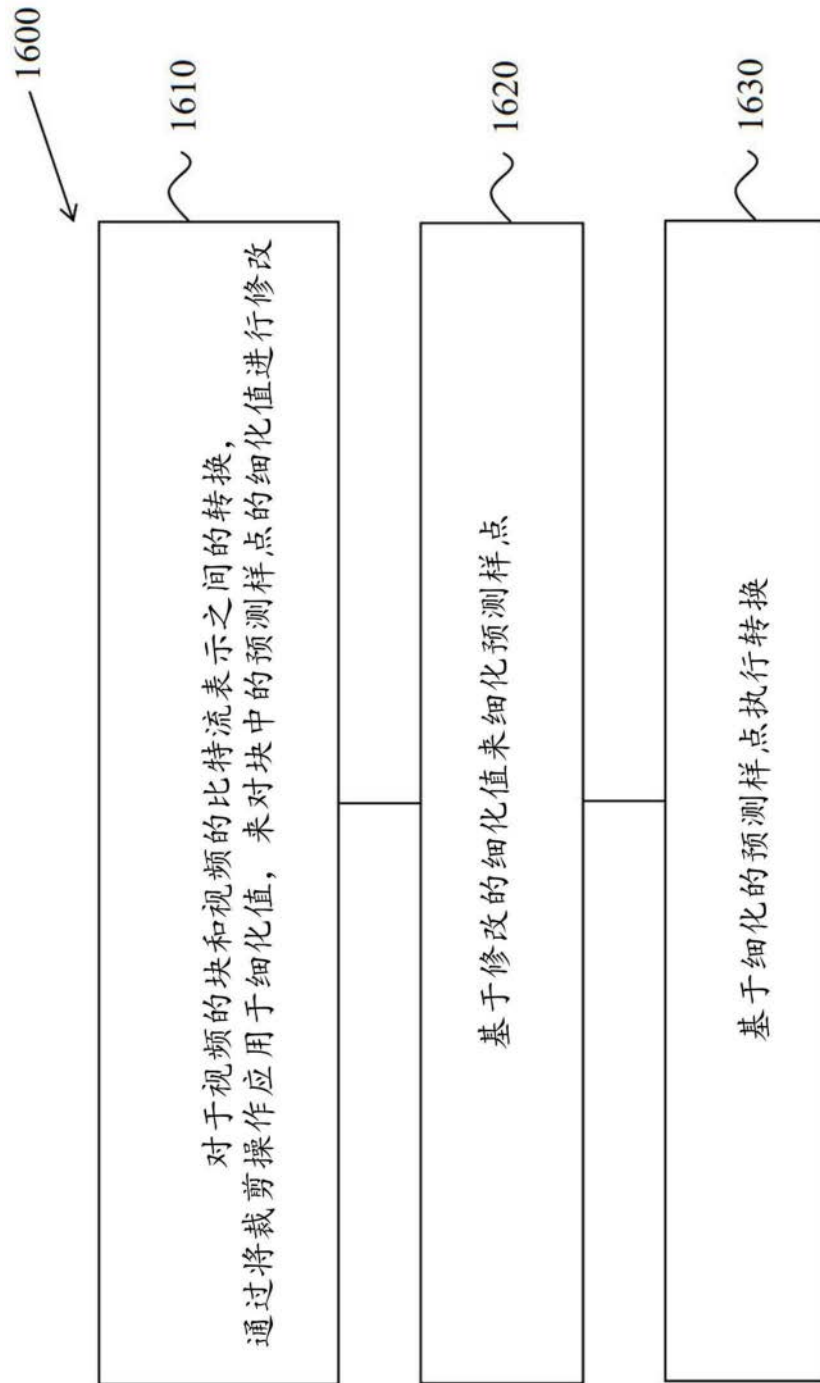 1600
对于视频的块和视频的比特流表示之间的转换，
通过将裁剪操作应用于细化值，来对块中的预测样点的细化值进行修改
1610
基于修改的细化值来细化预测样点
1620
基于细化的预测样点执行转换
1630